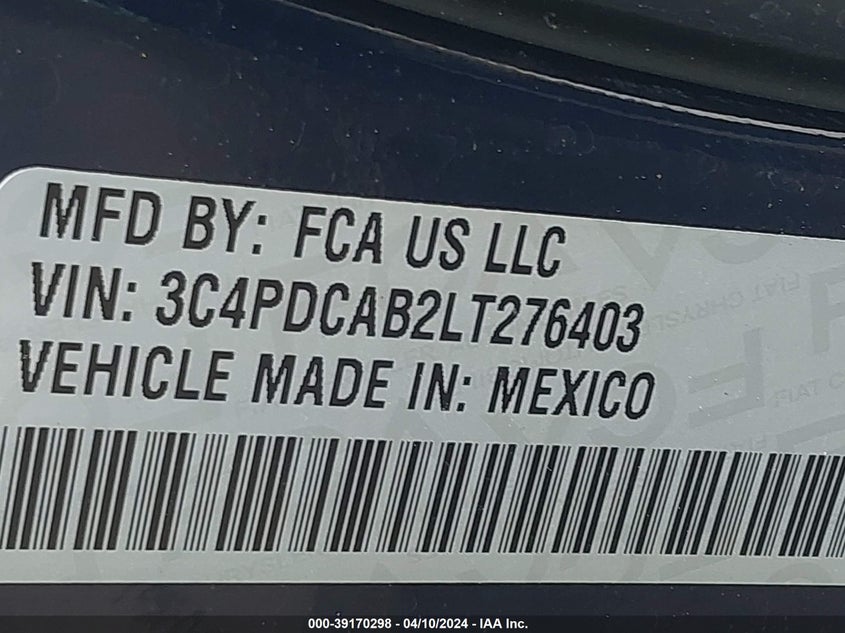 MFD BY: FCA US LLC
VIN: 3C4PDCAB2LT276403
VEHICLE MADE IN: MEXICO
000-39170298 - 04/10/2024 - IAA Inc.